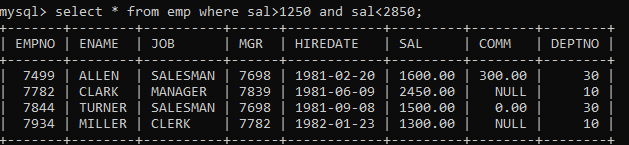 mysql> select * from emp where sal>1250 and sal<2850;
+-------+--------+----------+------+------------+---------+--------+--------+
| EMPNO | ENAME  | JOB      | MGR  | HIREDATE   | SAL     | COMM   | DEPTNO |
+-------+--------+----------+------+------------+---------+--------+--------+
|  7499 | ALLEN  | SALESMAN | 7698 | 1981-02-20 | 1600.00 | 300.00 |     30 |
|  7782 | CLARK  | MANAGER  | 7839 | 1981-06-09 | 2450.00 |   NULL |     10 |
|  7844 | TURNER | SALESMAN | 7698 | 1981-09-08 | 1500.00 |   0.00 |     30 |
|  7934 | MILLER | CLERK    | 7782 | 1982-01-23 | 1300.00 |   NULL |     10 |
+-------+--------+----------+------+------------+---------+--------+--------+